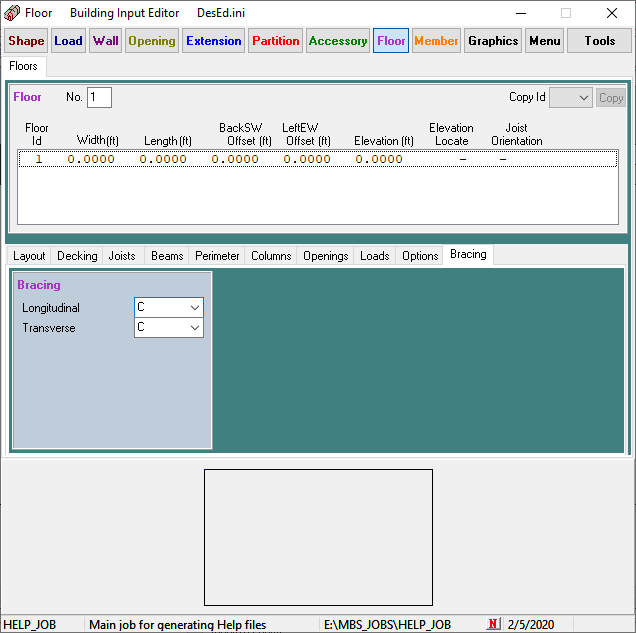 Floor Building Input Editor DesEd.ini
Shape Load Wall Opening Extension Partition Accessory Floor Member Graphics Menu Tools
Floors
Floor No. 1 Copy Id Copy
Floor Id Width(ft) Length(ft) BackSW Offset (ft) LeftEW Offset (ft) Elevation (ft) Elevation Locate Joist Orientation
1 0.0000 0.0000 0.0000 0.0000 0.0000 – –
Layout Decking Joists Beams Perimeter Columns Openings Loads Options Bracing
Bracing
Longitudinal C
Transverse C
HELP_JOB Main job for generating Help files E:\MBS_JOBS\HELP_JOB N 2/5/2020